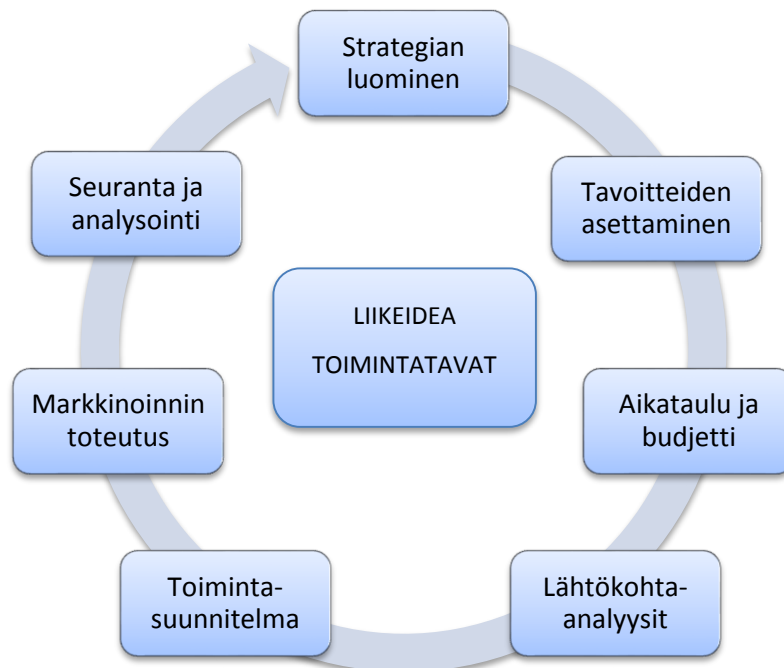 Strategian
luominen
Tavoitteiden
asettaminen
Aikataulu ja
budjetti
Lähtökohta-
analyysit
Toiminta-
suunnitelma
Markkinoinnin
toteutus
Seuranta ja
analysointi
LIIKEIDEA
TOIMINTATAVAT